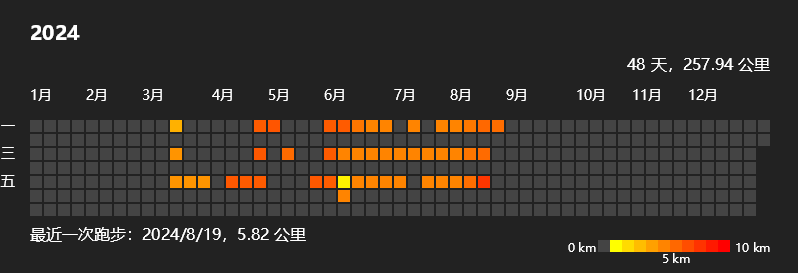 2024
48 天，257.94 公里
1月 2月 3月 4月 5月 6月 7月 8月 9月 10月 11月 12月
一
三
五
最近一次跑步：2024/8/19，5.82 公里
0 km 10 km
5 km